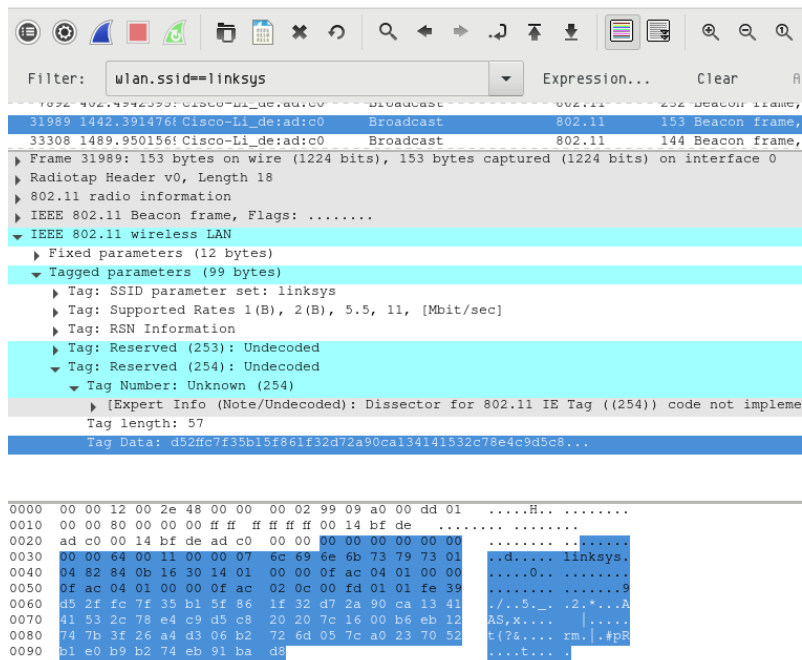 Filter: wlan.ssid==linksys Expression... Clear A
7892 402.4942595! Cisco-Li_de:ad:c0 Broadcast 802.11 232 Beacon frame,
31989 1442.3914768 Cisco-Li_de:ad:c0 Broadcast 802.11 153 Beacon frame,
33308 1489.9501569 Cisco-Li_de:ad:c0 Broadcast 802.11 144 Beacon frame,
Frame 31989: 153 bytes on wire (1224 bits), 153 bytes captured (1224 bits) on interface 0
Radiotap Header v0, Length 18
802.11 radio information
IEEE 802.11 Beacon frame, Flags: ........
IEEE 802.11 wireless LAN
Fixed parameters (12 bytes)
Tagged parameters (99 bytes)
Tag: SSID parameter set: linksys
Tag: Supported Rates 1(B), 2(B), 5.5, 11, [Mbit/sec]
Tag: RSN Information
Tag: Reserved (253): Undecoded
Tag: Reserved (254): Undecoded
Tag Number: Unknown (254)
[Expert Info (Note/Undecoded): Dissector for 802.11 IE Tag ((254)) code not impleme
Tag length: 57
Tag Data: d52ffc7f35b15f861f32d72a90ca134141532c78e4c9d5c8...
0000 00 00 12 00 2e 48 00 00 00 02 99 09 a0 00 dd 01 .....H.. ........
0010 00 00 80 00 00 00 ff ff ff ff ff ff 00 14 bf de ........ ........
0020 ad c0 00 14 bf de ad c0 00 00 00 00 00 00 00 00 ........ ........
0030 00 00 64 00 11 00 00 07 6c 69 6e 6b 73 79 73 01 ..d..... linksys.
0040 04 82 84 0b 16 30 14 01 00 00 0f ac 04 01 00 00 .....0.. ........
0050 0f ac 04 01 00 00 0f ac 02 0c 00 fd 01 01 fe 39 ........ .......9
0060 d5 2f fc 7f 35 b1 5f 86 1f 32 d7 2a 90 ca 13 41 ./..5._. .2.*...A
0070 41 53 2c 78 e4 c9 d5 c8 20 20 7c 16 00 b6 eb 12 AS,x.... |.....
0080 74 7b 3f 26 a4 d3 06 b2 72 6d 05 7c a0 23 70 52 t{?&.... rm.|.#pR
0090 b1 e0 b9 b2 74 eb 91 ba d8 ....t... .